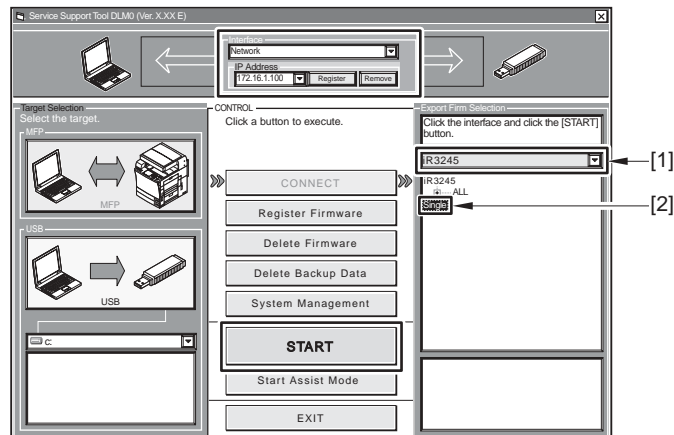 Service Support Tool DLM0 (Ver. X.XX E)
Interface
Network
IP Address
172.16.1.100
Register
Remove
Target Selection
Select the target.
MFP
MFP
USB
USB
C:
CONTROL
Click a button to execute.
CONNECT
Register Firmware
Delete Firmware
Delete Backup Data
System Management
START
Start Assist Mode
EXIT
Export Firm Selection
Click the interface and click the [START]
button.
iR3245
iR3245
ALL
Single
[1]
[2]